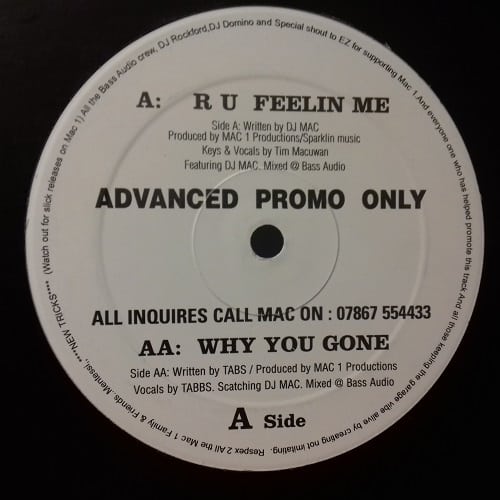 A: R U FEELIN ME
Side A: Written by DJ MAC
Produced by MAC 1 Productions/Sparklin music
Keys & Vocals by Tim Macuwan
Featuring DJ MAC. Mixed @ Bass Audio
ADVANCED PROMO ONLY
ALL INQUIRES CALL MAC ON : 07867 554433
AA: WHY YOU GONE
Side AA: Written by TABS / Produced by MAC 1 Productions
Vocals by TABBS. Scatching DJ MAC. Mixed @ Bass Audio
A Side
****NEW TRICKS**** (Watch out for slick releases on Mac 1) All the Bass Audio crew, DJ Rockford,DJ Domino and Special shout to EZ for supporting Mac 1.And everyone one who has helped promote this track.And all those keeping the garage vibe alive by creating not imitating. Respex 2 All the Mac 1 Family & Friends..Mentessi,.